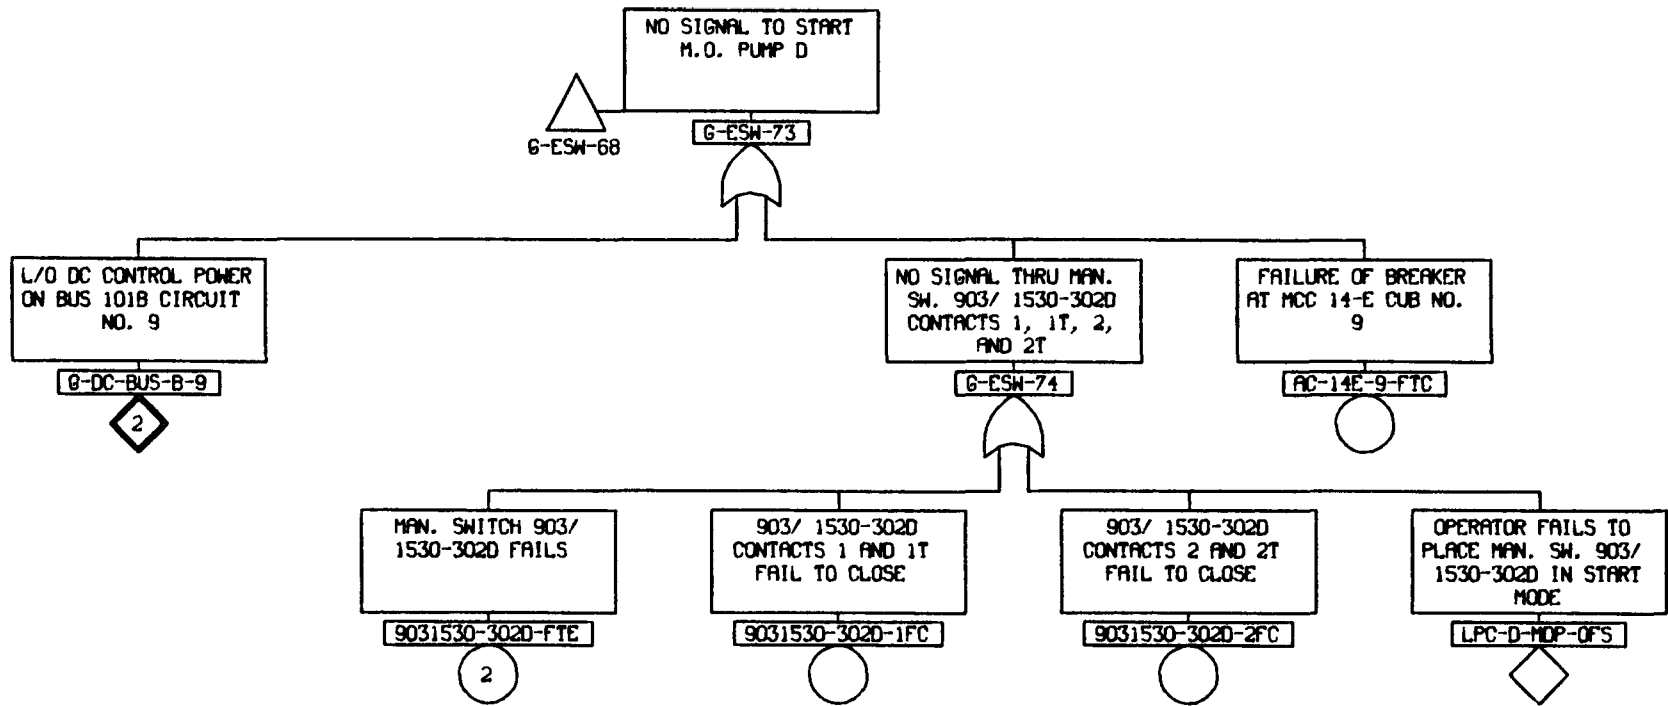 NO SIGNAL TO START
M.O. PUMP D
G-ESW-68
G-ESW-73
L/O DC CONTROL POWER
ON BUS 101B CIRCUIT
NO. 9
G-DC-BUS-B-9
2
NO SIGNAL THRU MAN.
SW. 903/ 1530-302D
CONTACTS 1, 1T, 2,
AND 2T
G-ESW-74
FAILURE OF BREAKER
AT MCC 14-E CUB NO.
9
AC-14E-9-FTC
MAN. SWITCH 903/
1530-302D FAILS
9031530-302D-FTE
2
903/ 1530-302D
CONTACTS 1 AND 1T
FAIL TO CLOSE
9031530-302D-1FC
903/ 1530-302D
CONTACTS 2 AND 2T
FAIL TO CLOSE
9031530-302D-2FC
OPERATOR FAILS TO
PLACE MAN. SW. 903/
1530-302D IN START
MODE
LPC-D-MDP-OFS